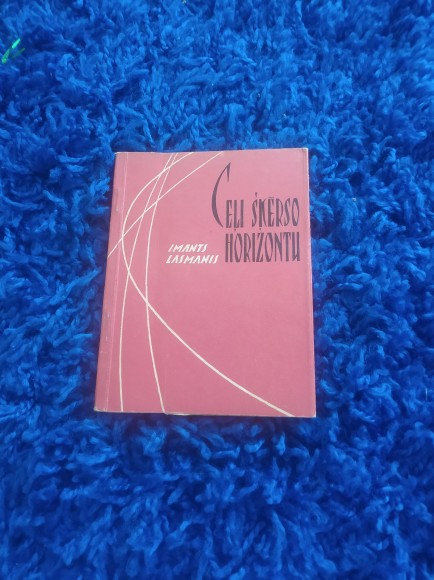 Ceļi šķērso
horizontu
Imants
Lasmanis